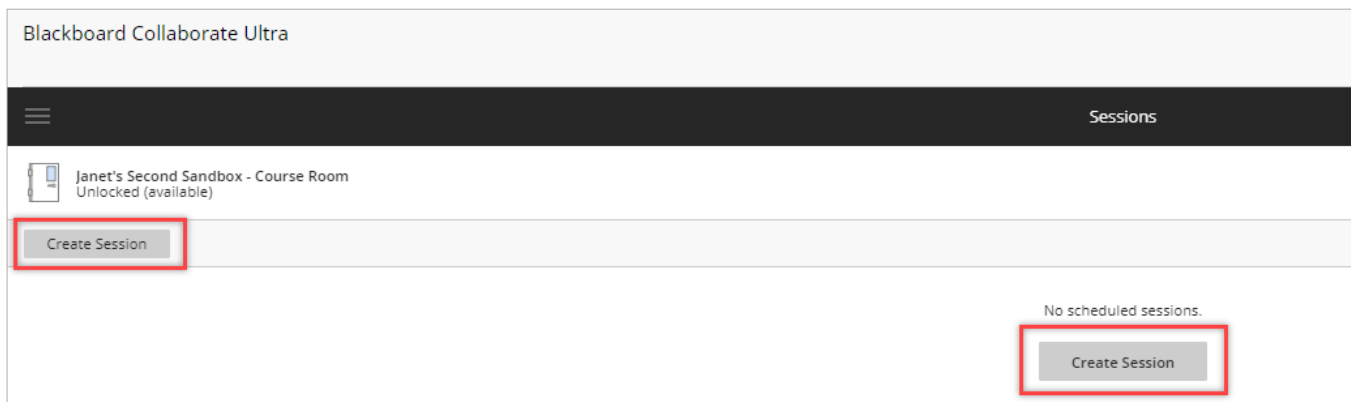 Blackboard Collaborate Ultra
Sessions
Janet's Second Sandbox - Course Room
Unlocked (available)
Create Session
No scheduled sessions.
Create Session